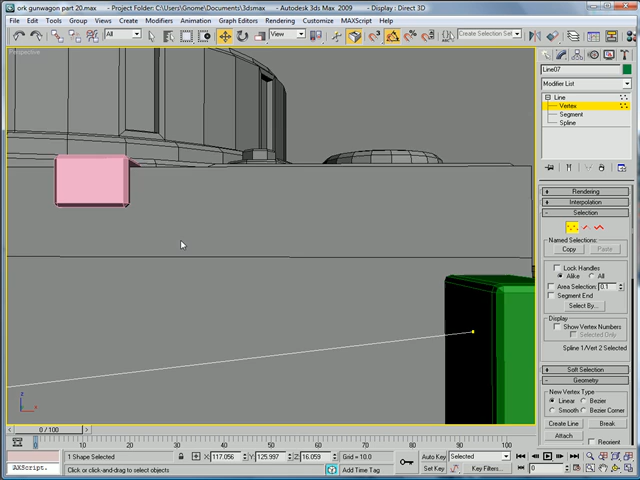 ork gunwagon part 20.max - Project Folder: C:\Users\Gnome\Documents\3dsmax - Autodesk 3ds Max 2009 - Display : Direct 3D
File Edit Tools Group Views Create Modifiers Animation Graph Editors Rendering Customize MAXScript Help
All View Create Selection Set
Perspective
Line07
Modifier List
Line
Vertex
Segment
Spline
Rendering
Interpolation
Selection
Named Selections:
Copy Paste
Lock Handles
Alike All
Area Selection: 0.1
Segment End
Select By...
Display
Show Vertex Numbers
Selected Only
Spline 1/Vert 2 Selected
Soft Selection
Geometry
New Vertex Type
Linear Bezier
Smooth Bezier Corner
Create Line Break
Attach Reorient
0 / 100
0 10 20 30 40 50 60 70 80 90 100
1 Shape Selected X: 117.056 Y: 125.997 Z: 16.059 Grid = 10.0 Auto Key Selected
AXScript. Click or click-and-drag to select objects Add Time Tag Set Key Key Filters... 0